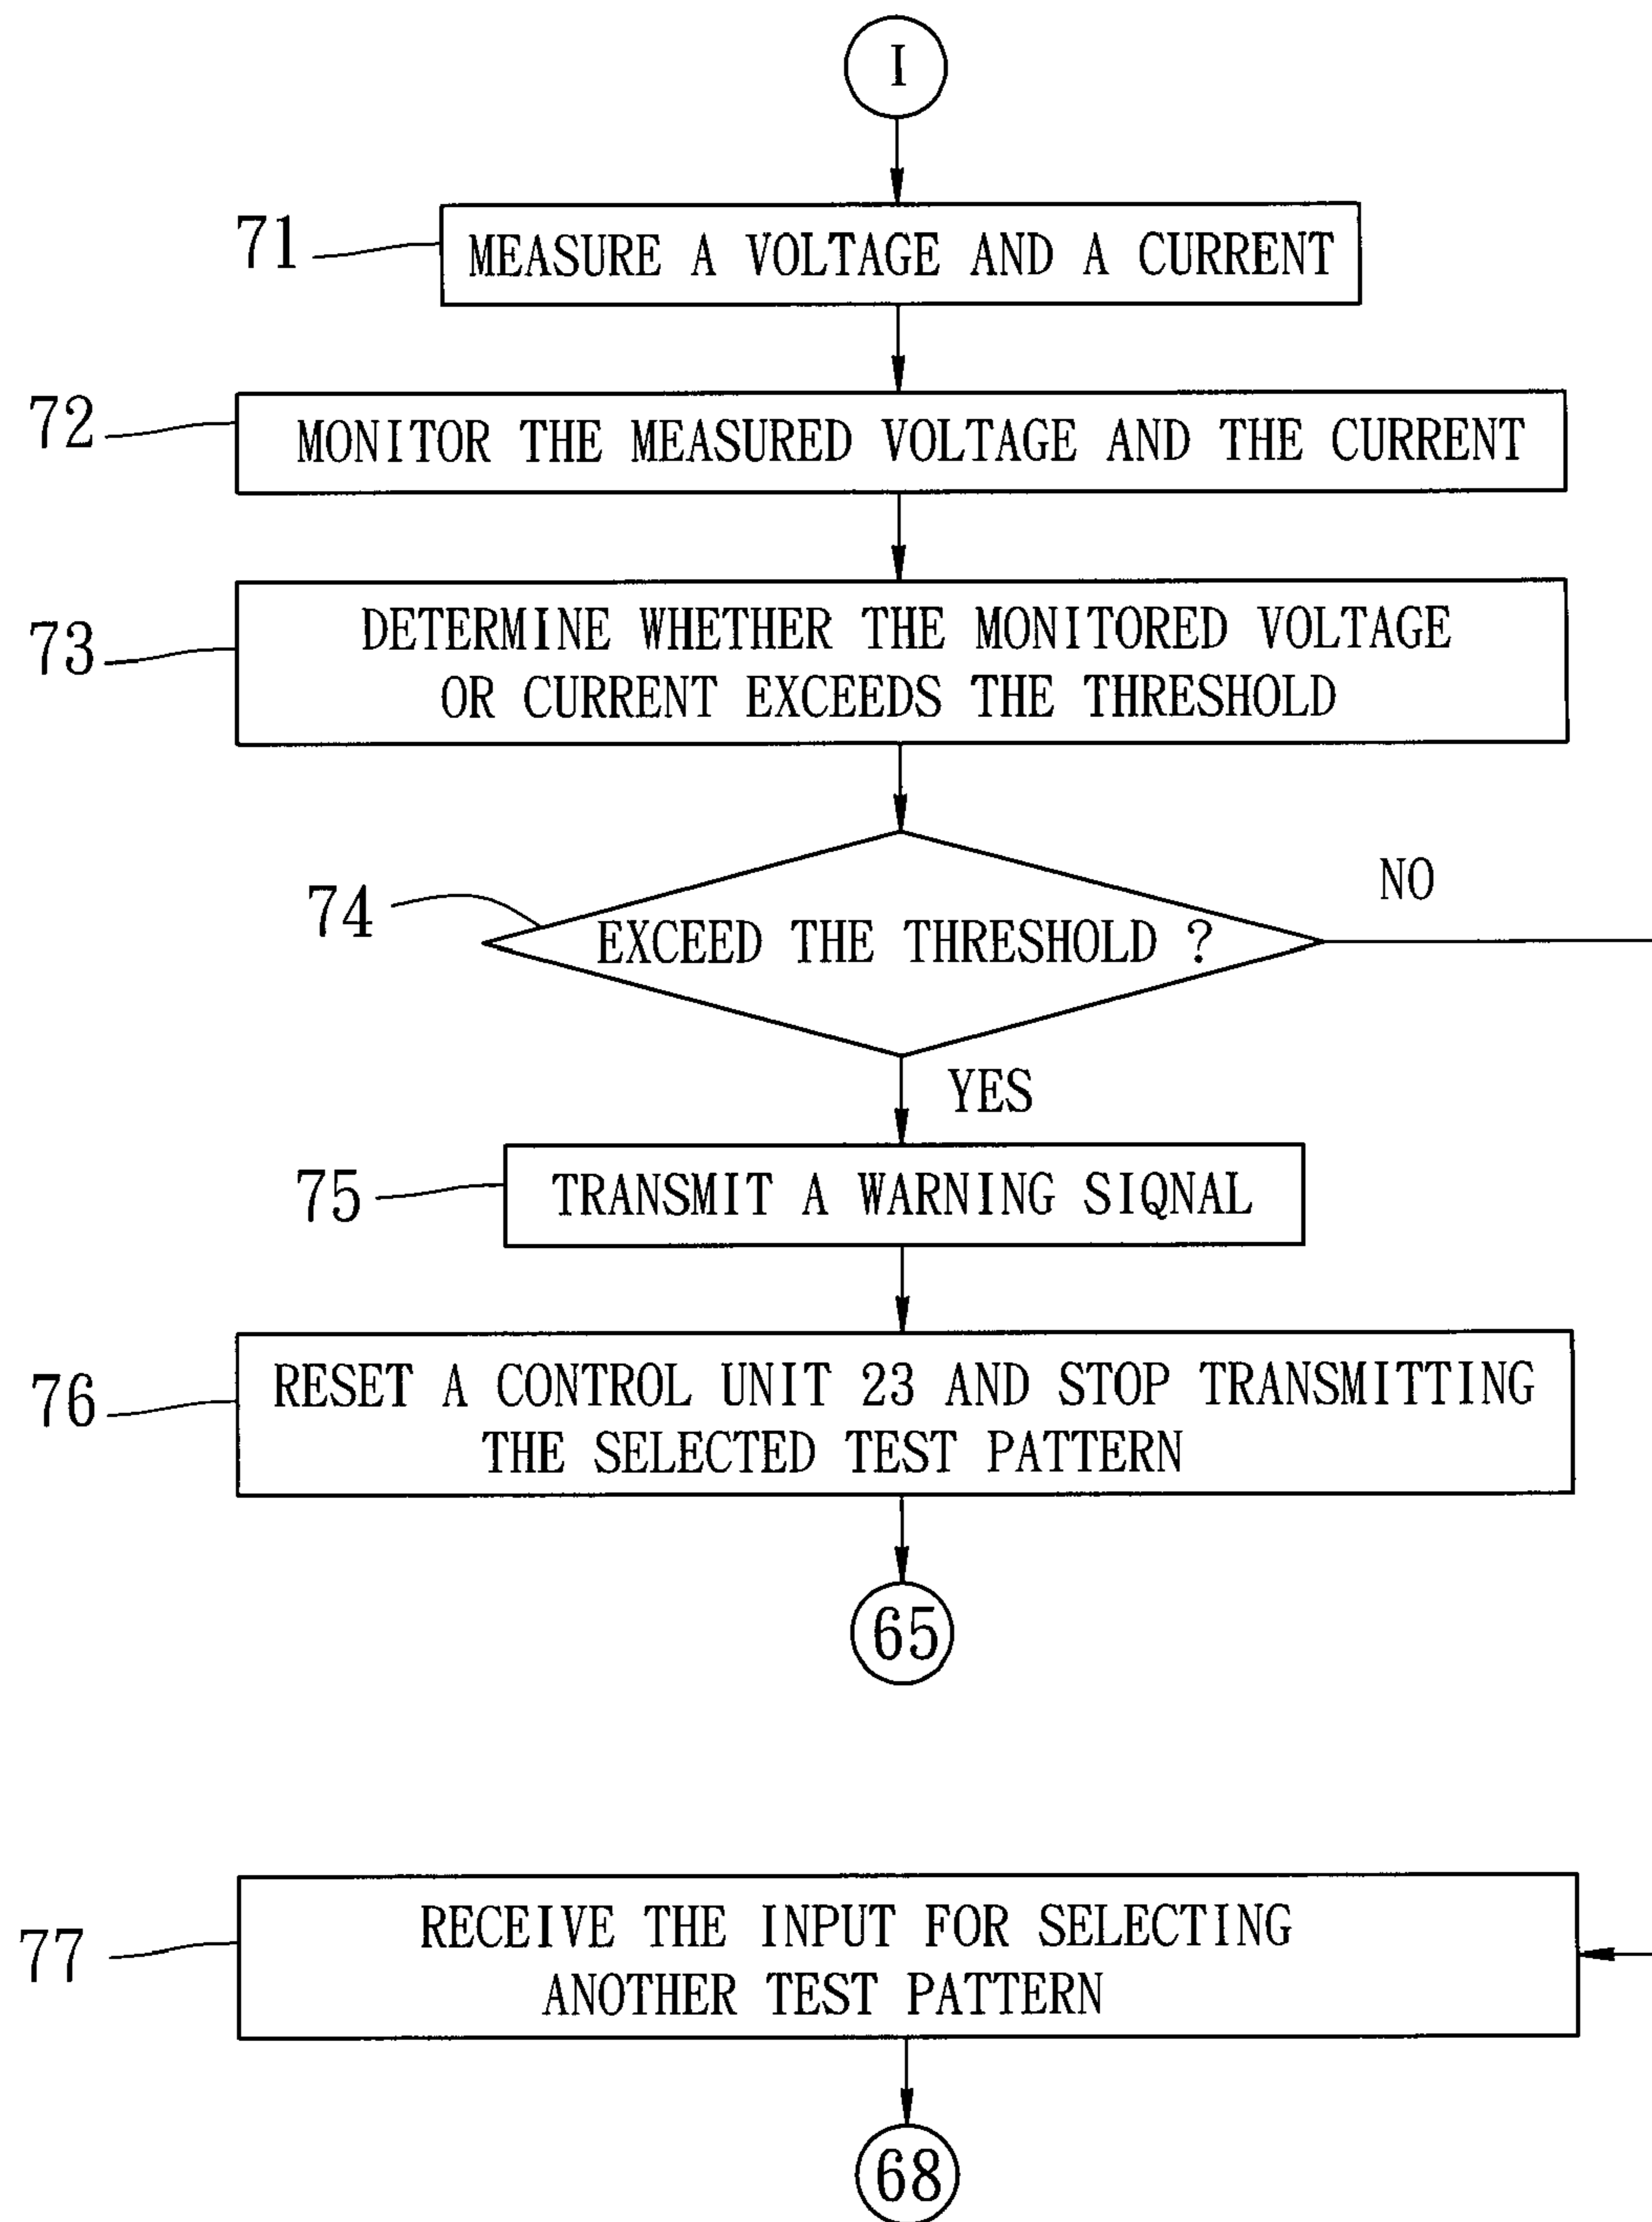 I
71
MEASURE A VOLTAGE AND A CURRENT
72
MONITOR THE MEASURED VOLTAGE AND THE CURRENT
73
DETERMINE WHETHER THE MONITORED VOLTAGE
OR CURRENT EXCEEDS THE THRESHOLD
74
EXCEED THE THRESHOLD ?
NO
YES
75
TRANSMIT A WARNING SIQNAL
76
RESET A CONTROL UNIT 23 AND STOP TRANSMITTING
THE SELECTED TEST PATTERN
65
77
RECEIVE THE INPUT FOR SELECTING
ANOTHER TEST PATTERN
68